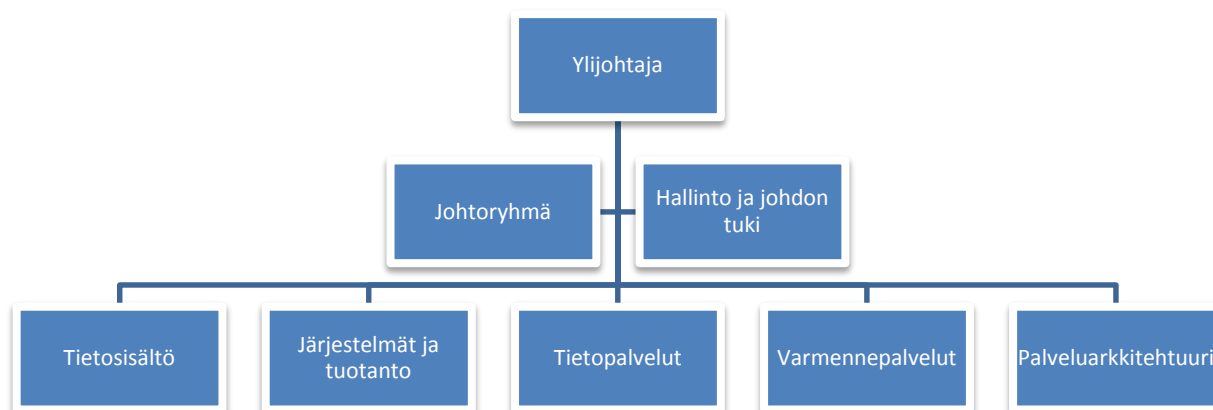 Ylijohtaja
Johtoryhmä
Hallinto ja johdon
tuki
Tietosisältö
Järjestelmät ja
tuotanto
Tietopalvelut
Varmennepalvelut
Palveluarkkitehtuuri